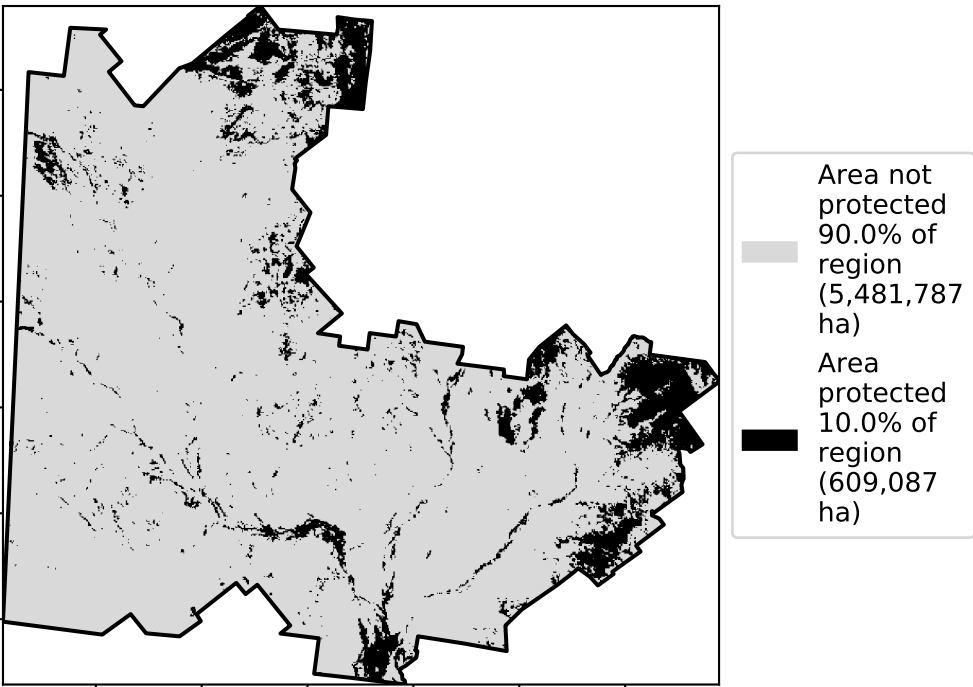 Area not
protected
90.0% of
region
(5,481,787
ha)
Area
protected
10.0% of
region
(609,087
ha)